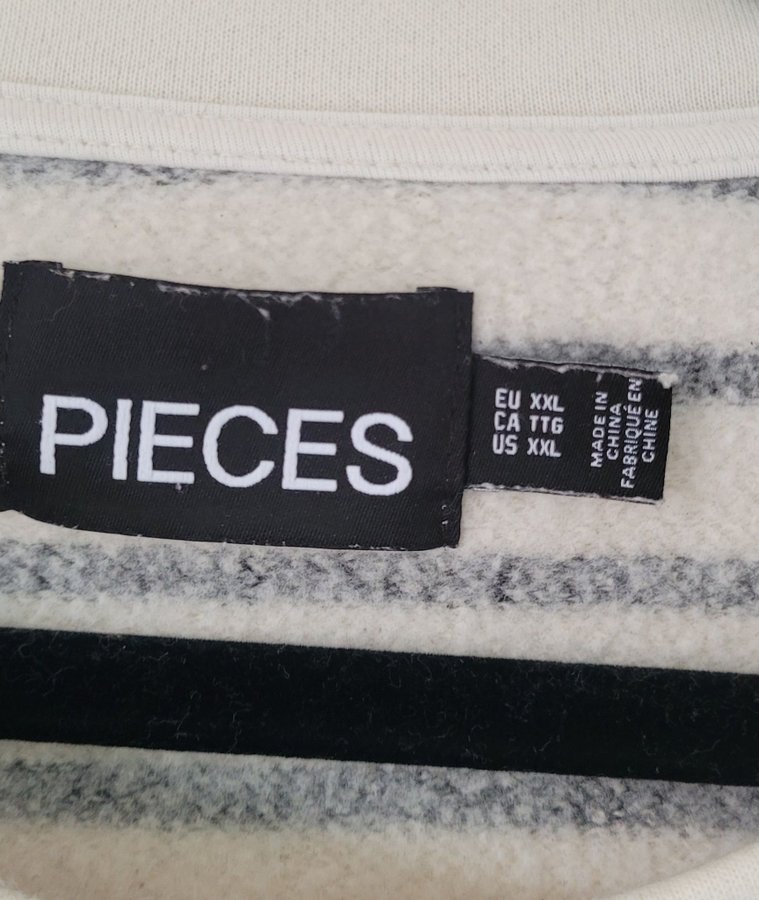 PIECES
EU XXL
CA TTG
US XXL
MADE IN
CHINA
FABRIQUÉ EN
CHINE